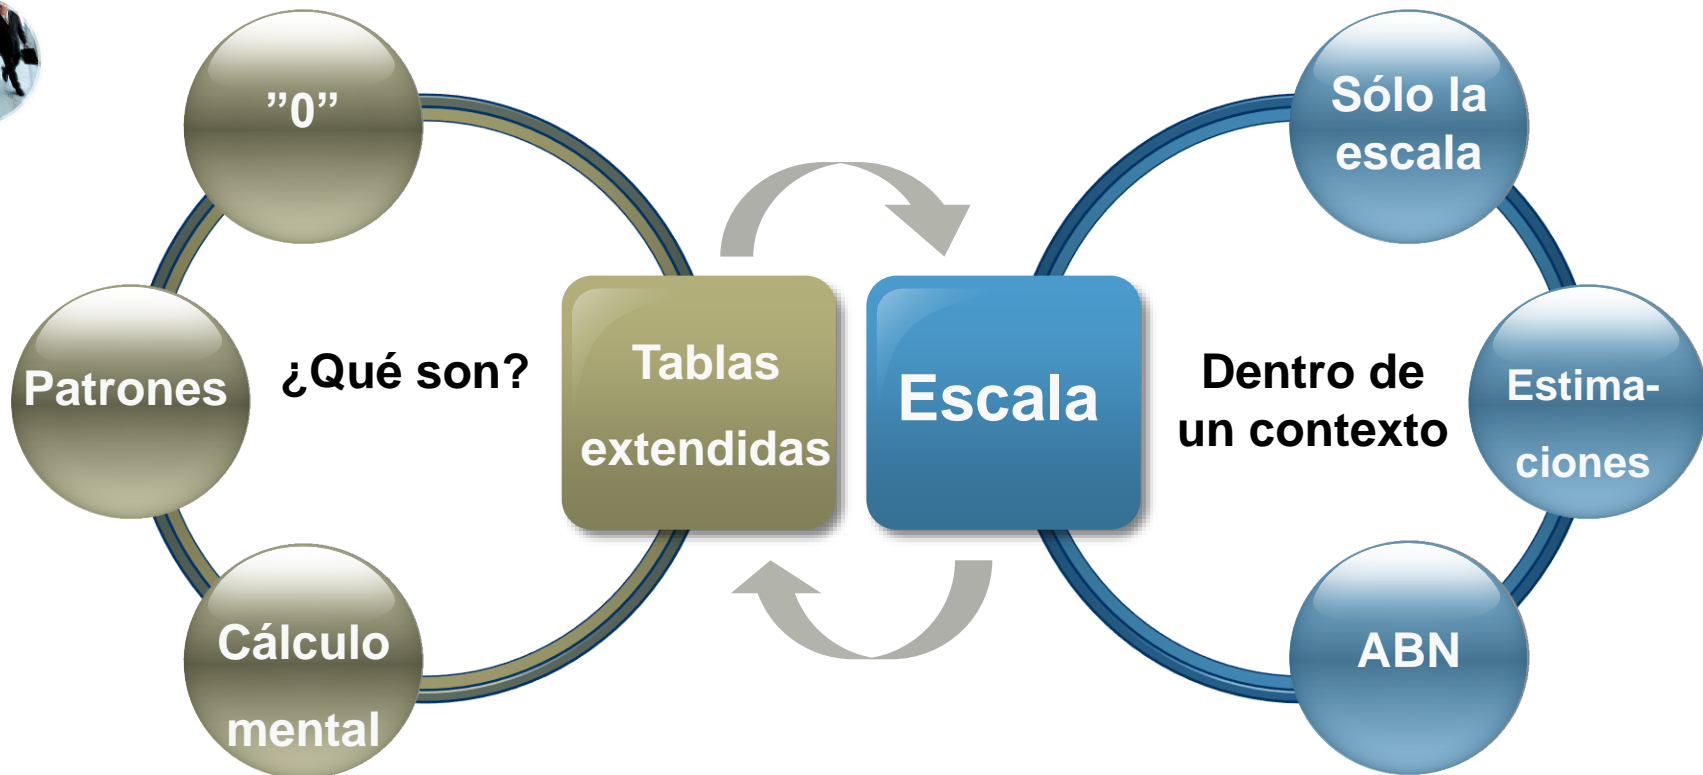 ”0”
Patrones
Cálculo
mental
¿Qué son?
Tablas
extendidas
Escala
Dentro de
un contexto
Sólo la
escala
Estima-
ciones
ABN